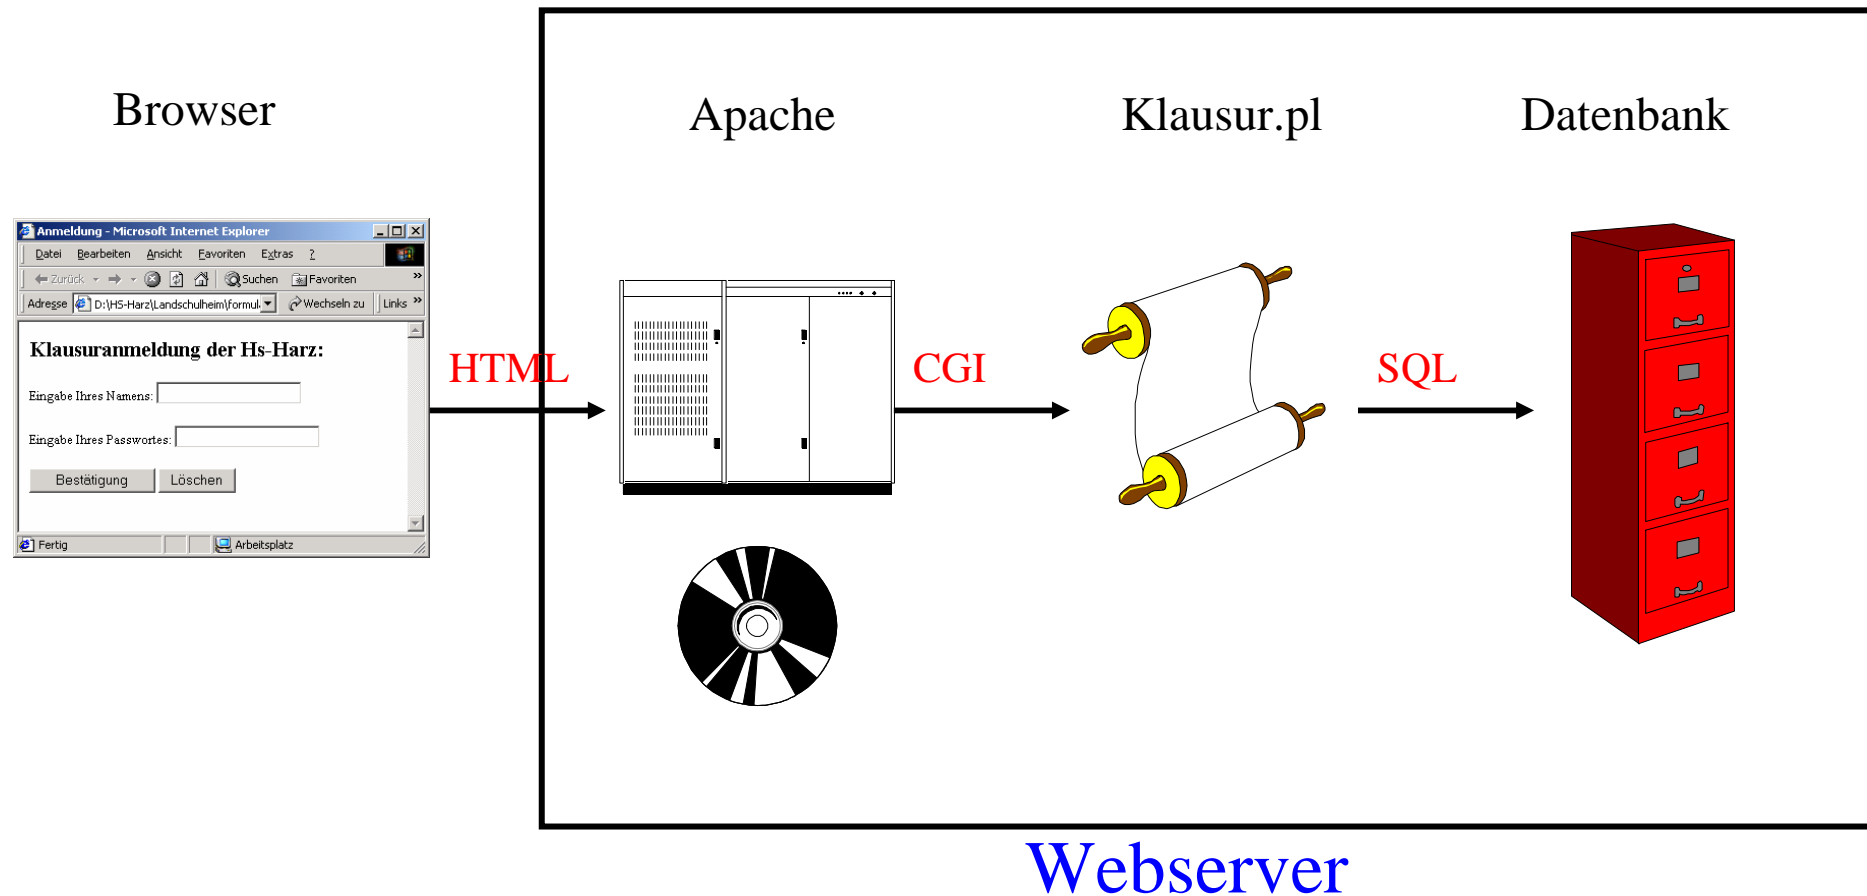 Browser
Apache
Klausur.pl
Datenbank
Anmeldung - Microsoft Internet Explorer
Datei Bearbeiten Ansicht Favoriten Extras ?
Zurück Suchen Favoriten »
Adresse D:\HS-Harz\Landschulheim\formul Wechseln zu Links »
Klausuranmeldung der Hs-Harz:
Eingabe Ihres Namens:
Eingabe Ihres Passwortes:
Bestätigung Löschen
Fertig Arbeitsplatz
HTML
CGI
SQL
Webserver